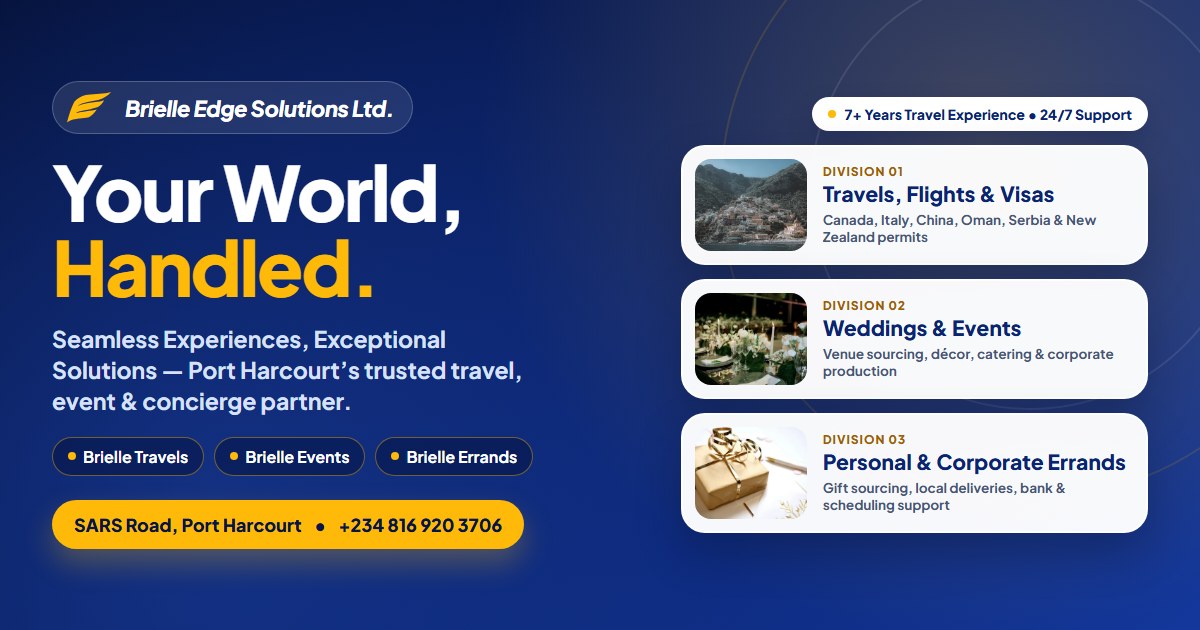 Brielle Edge Solutions Ltd.
Your World,
Handled.
Seamless Experiences, Exceptional
Solutions — Port Harcourt’s trusted travel,
event & concierge partner.
Brielle Travels
Brielle Events
Brielle Errands
SARS Road, Port Harcourt ● +234 816 920 3706
7+ Years Travel Experience ● 24/7 Support
DIVISION 01
Travels, Flights & Visas
Canada, Italy, China, Oman, Serbia & New
Zealand permits
DIVISION 02
Weddings & Events
Venue sourcing, décor, catering & corporate
production
DIVISION 03
Personal & Corporate Errands
Gift sourcing, local deliveries, bank &
scheduling support